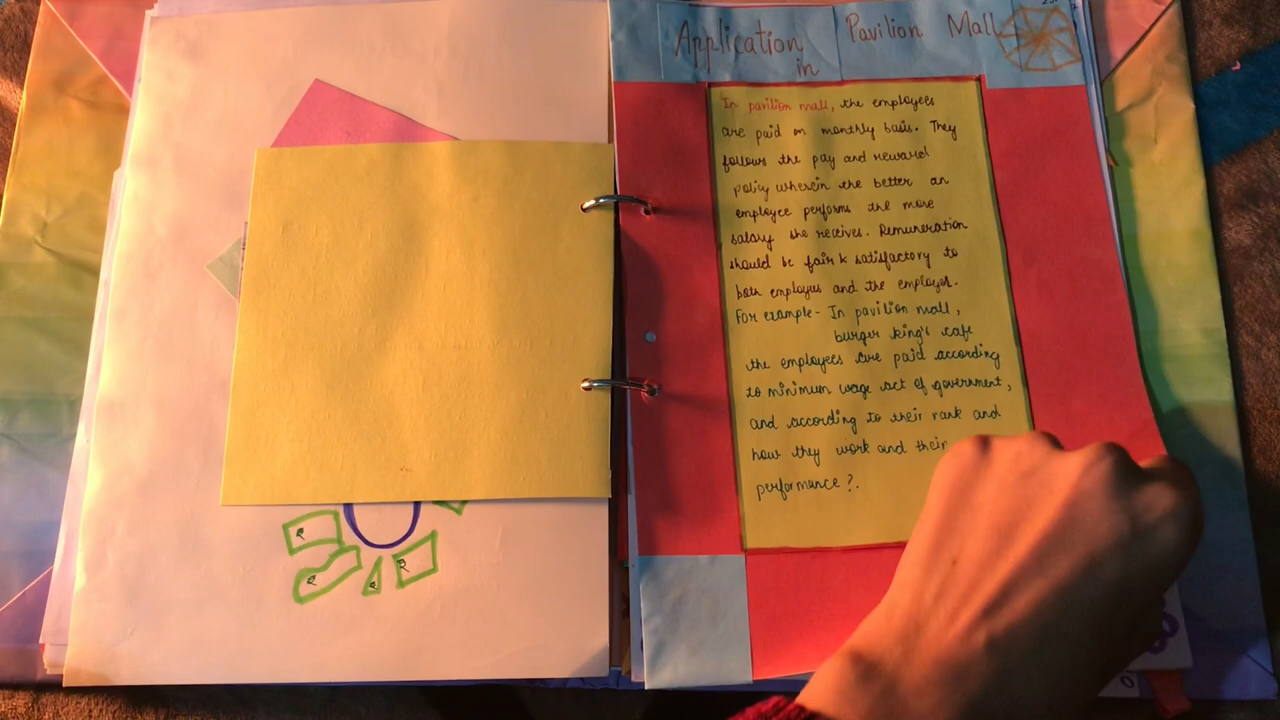 Application
in
Pavilion Mall
In pavilion mall, the employees
are paid on monthly basis. They
follows the pay and reward
policy wherein the better an
employee performs the more
salary she receives. Remuneration
should be fair & satisfactory to
both employees and the employer.
For example - In pavilion mall,
burger king's cafe
the employees are paid according
to minimum wage act of government,
and according to their rank and
how they work and their
performance?.
₹
₹
₹
₹